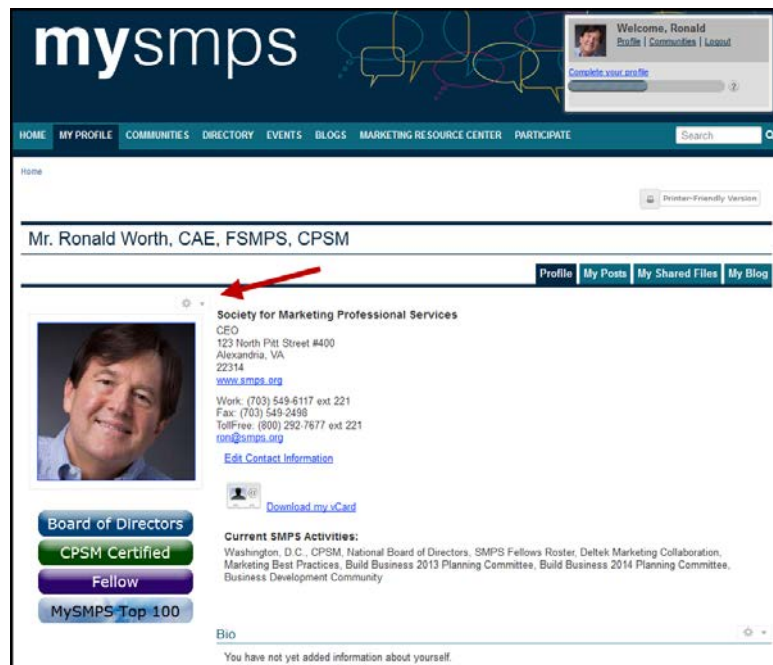 mysmps
Welcome, Ronald
Profile | Communities | Logout
Complete your profile
?
HOME MY PROFILE COMMUNITIES DIRECTORY EVENTS BLOGS MARKETING RESOURCE CENTER PARTICIPATE Search
Home
Printer-Friendly Version
Mr. Ronald Worth, CAE, FSMPS, CPSM
Profile My Posts My Shared Files My Blog
Society for Marketing Professional Services
CEO
123 North Pitt Street #400
Alexandria, VA
22314
www.smps.org
Work: (703) 549-6117 ext 221
Fax: (703) 549-2498
TollFree: (800) 292-7677 ext 221
ron@smps.org
Edit Contact Information
Download my vCard
Board of Directors
CPSM Certified
Fellow
MySMPS Top 100
Current SMPS Activities:
Washington, D.C., CPSM, National Board of Directors, SMPS Fellows Roster, Deltek Marketing Collaboration,
Marketing Best Practices, Build Business 2013 Planning Committee, Build Business 2014 Planning Committee,
Business Development Community
Bio
You have not yet added information about yourself.